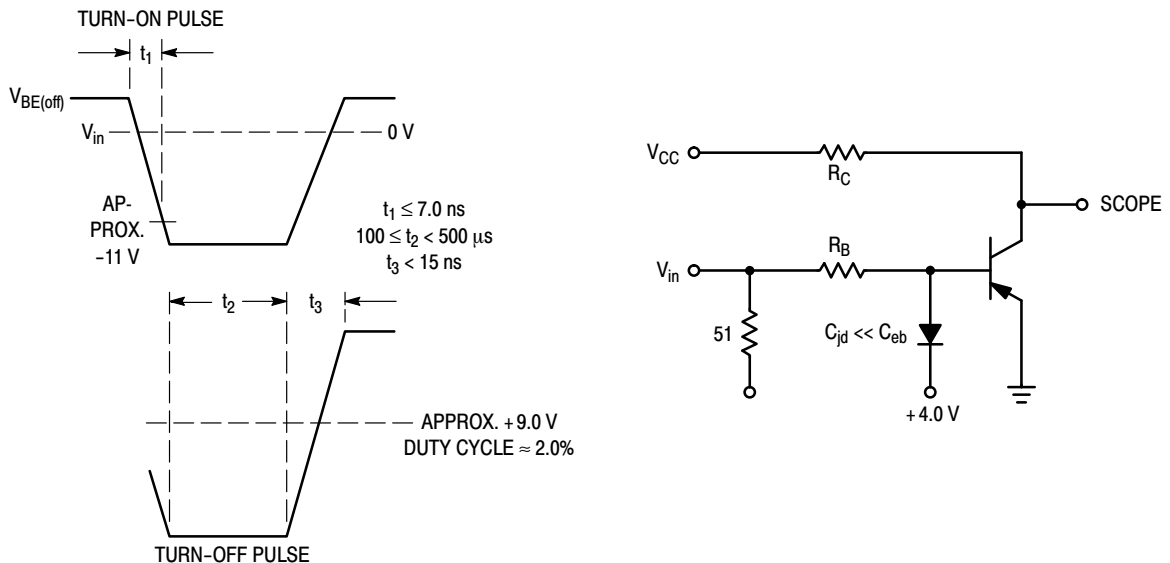 TURN-ON PULSE
t1
VBE(off)
Vin
0 V
AP-
PROX.
-11 V
t1 ≤ 7.0 ns
100 ≤ t2 < 500 μs
t3 < 15 ns
t2
t3
APPROX. +9.0 V
DUTY CYCLE ≈ 2.0%
TURN-OFF PULSE
VCC
RC
SCOPE
Vin
RB
51
Cjd << Ceb
+4.0 V